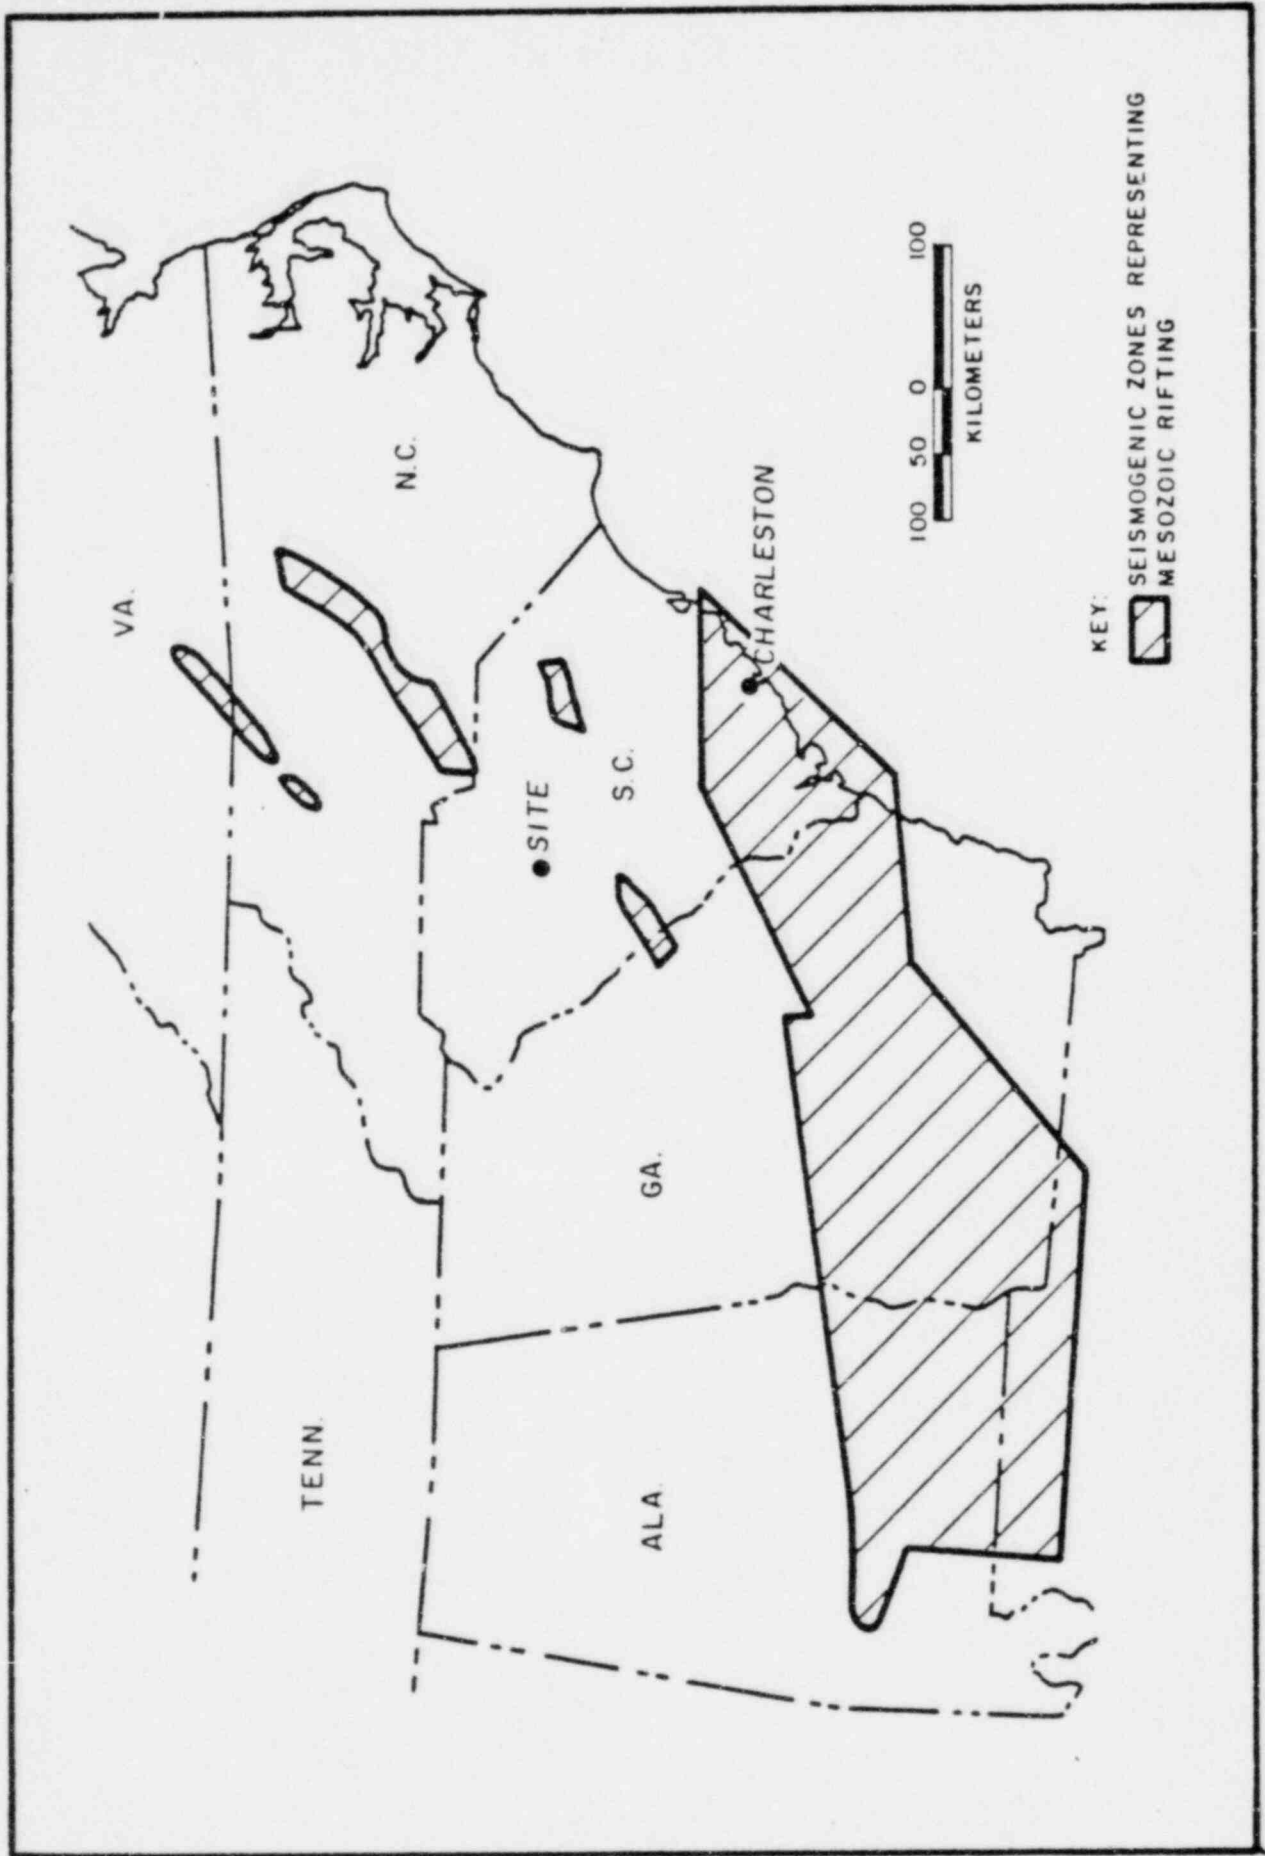 VA.
TENN.
N.C.
SITE
S.C.
GA.
ALA.
CHARLESTON
100 50 0 100
KILOMETERS
KEY:
SEISMOGENIC ZONES REPRESENTING
MESOZOIC RIFTING